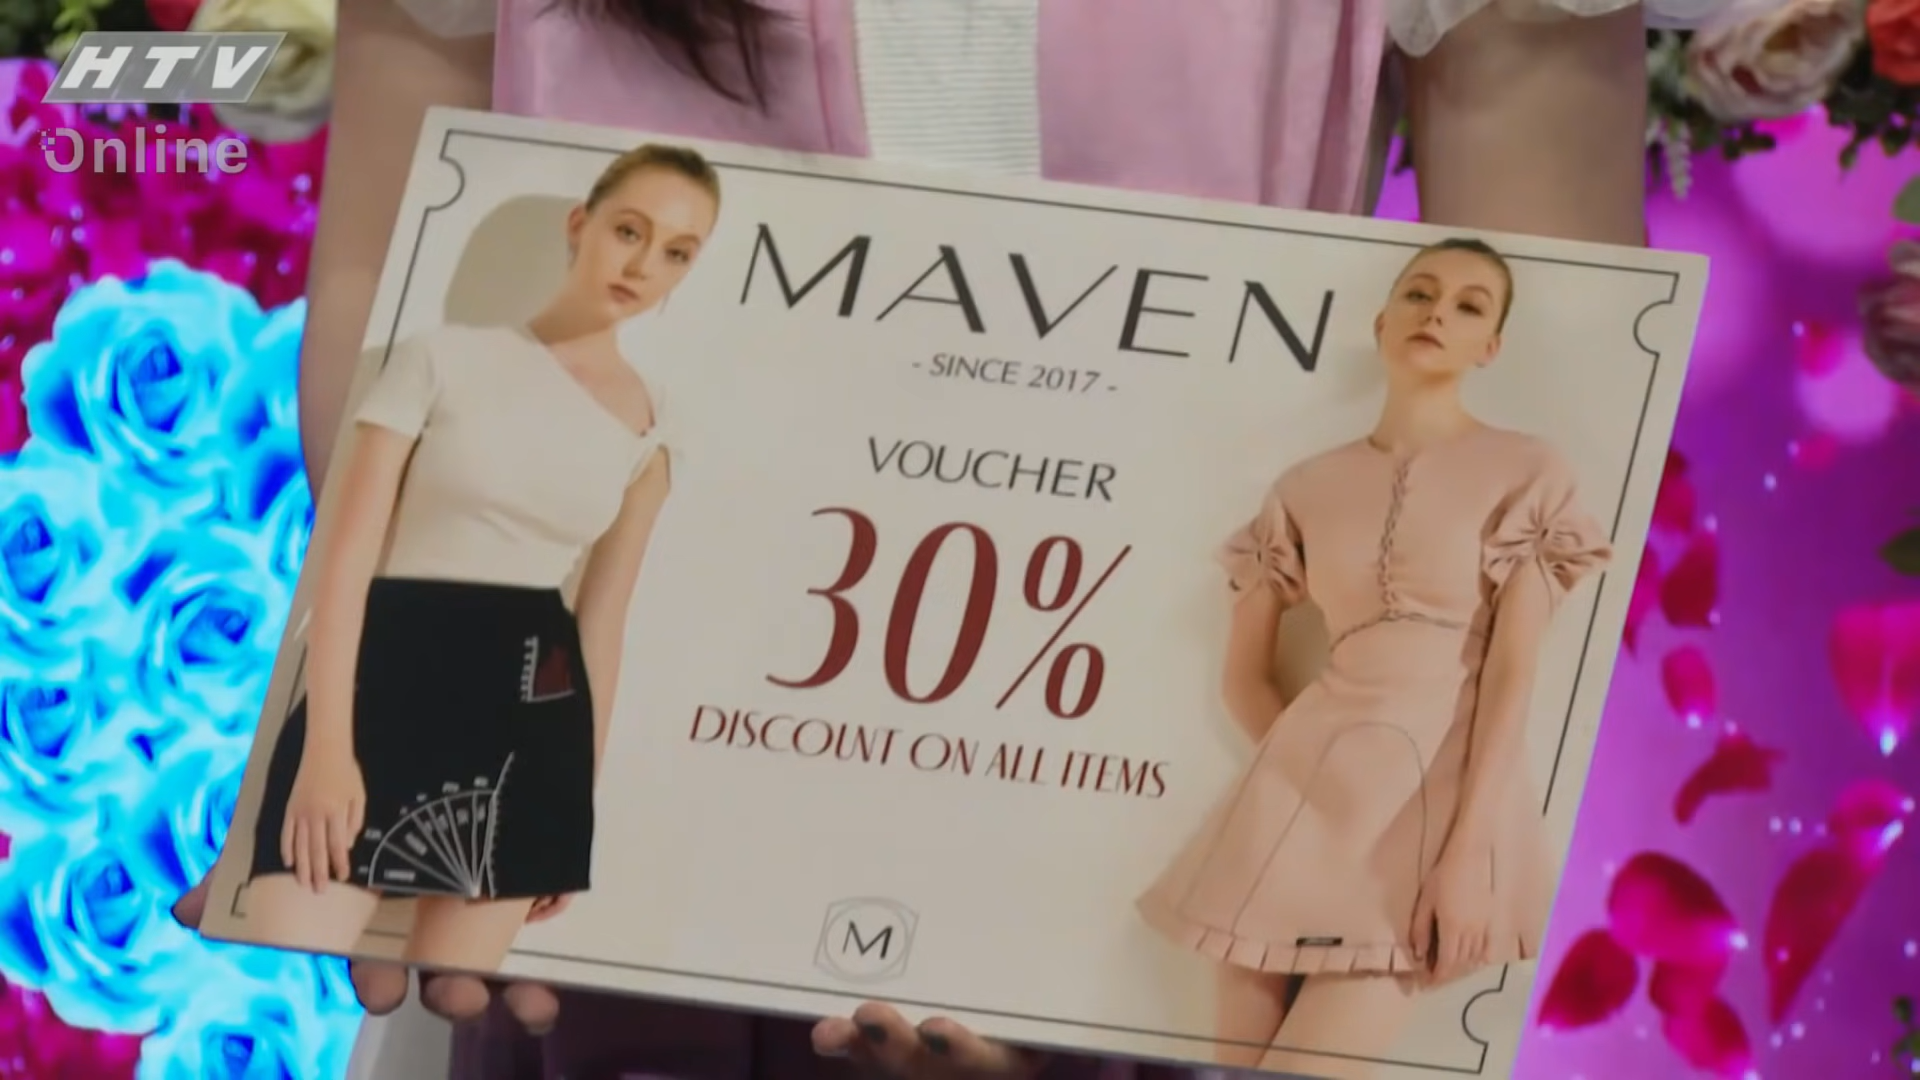 HTV
Online
MAVEN
- SINCE 2017 -
VOUCHER
30%
DISCOUNT ON ALL ITEMS
M